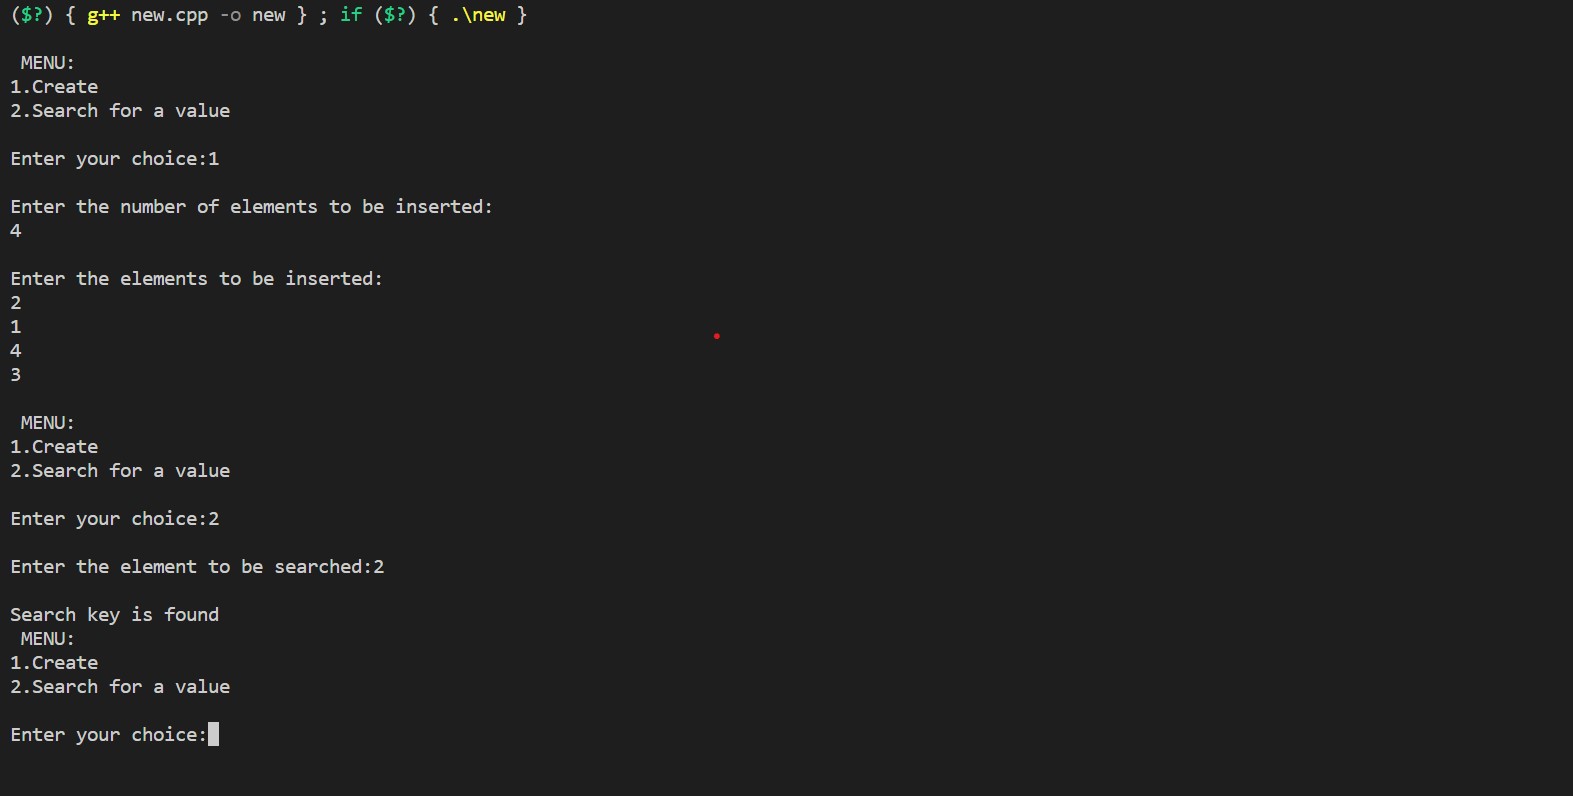 ($?) { g++ new.cpp -o new } ; if ($?) { .\new }
MENU:
1.Create
2.Search for a value
Enter your choice:1
Enter the number of elements to be inserted:
4
Enter the elements to be inserted:
2
1
4
3
MENU:
1.Create
2.Search for a value
Enter your choice:2
Enter the element to be searched:2
Search key is found
MENU:
1.Create
2.Search for a value
Enter your choice: